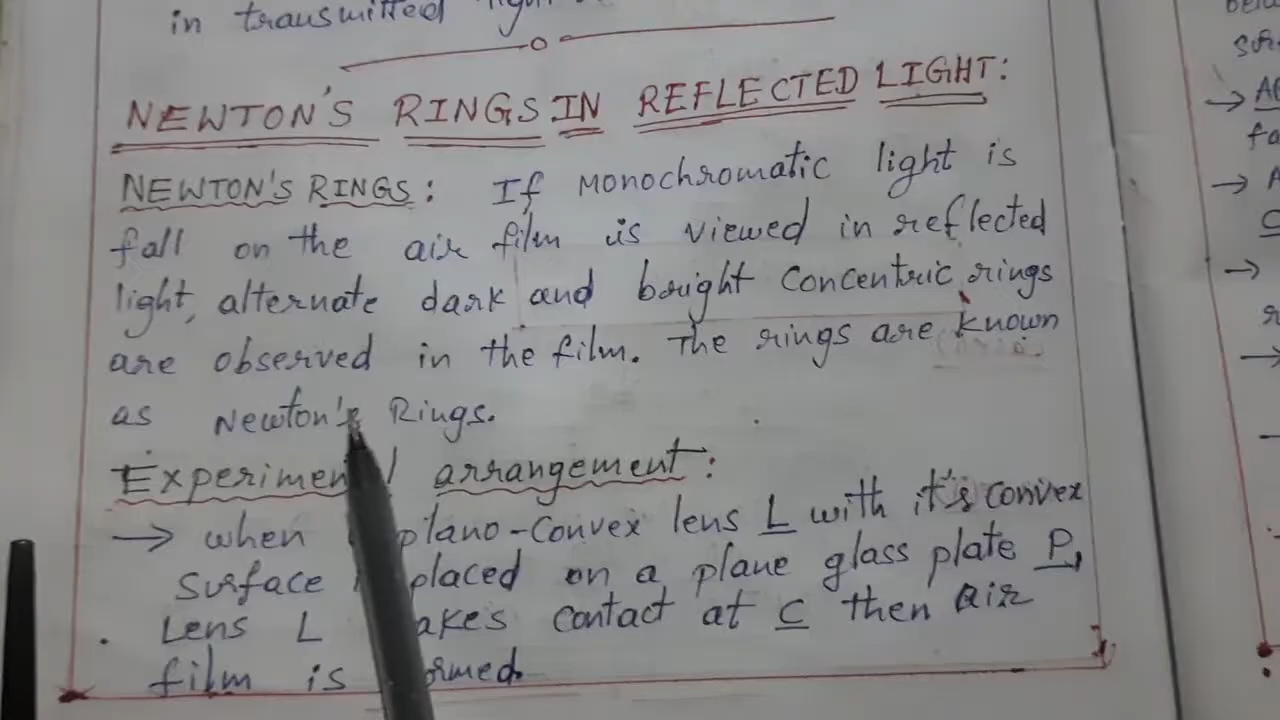 in transmitted
NEWTON'S RINGS IN REFLECTED LIGHT:
NEWTON'S RINGS: If Monochromatic light is
fall on the air film is viewed in reflected
light, alternate dark and bright concentric rings
are observed in the film. The rings are known
as Newton's Rings.
Experimental arrangement:
→ when plano-convex lens L with it's convex
surface placed on a plane glass plate P,
Lens L makes contact at C then air
film is formed.